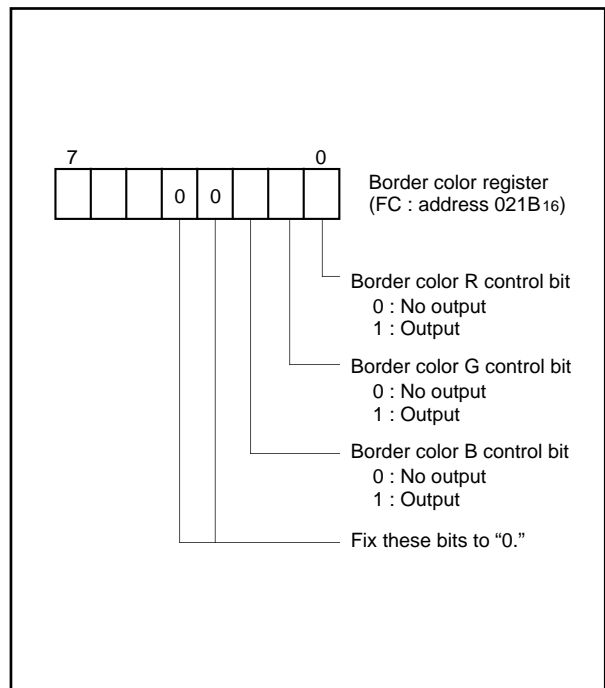 7 0
0 0
Border color register
(FC : address 021B16)
Border color R control bit
0 : No output
1 : Output
Border color G control bit
0 : No output
1 : Output
Border color B control bit
0 : No output
1 : Output
Fix these bits to “0.”